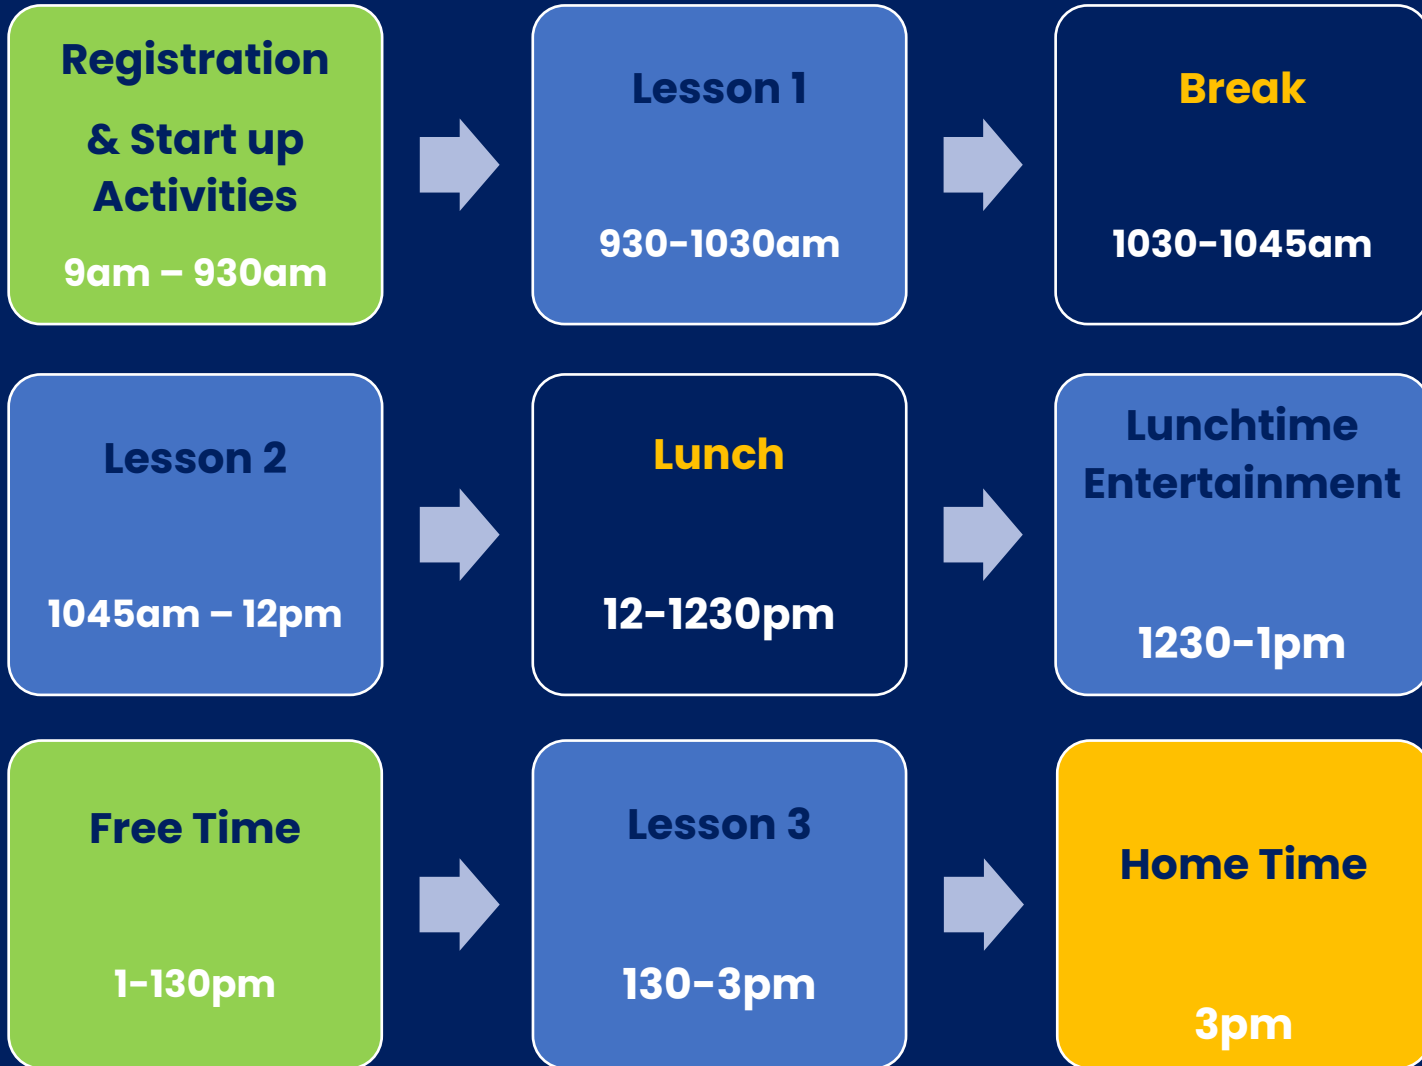 Registration
& Start up
Activities
9am – 930am
Lesson 1
930-1030am
Break
1030-1045am
Lesson 2
1045am – 12pm
Lunch
12-1230pm
Lunchtime
Entertainment
1230-1pm
Free Time
1-130pm
Lesson 3
130-3pm
Home Time
3pm